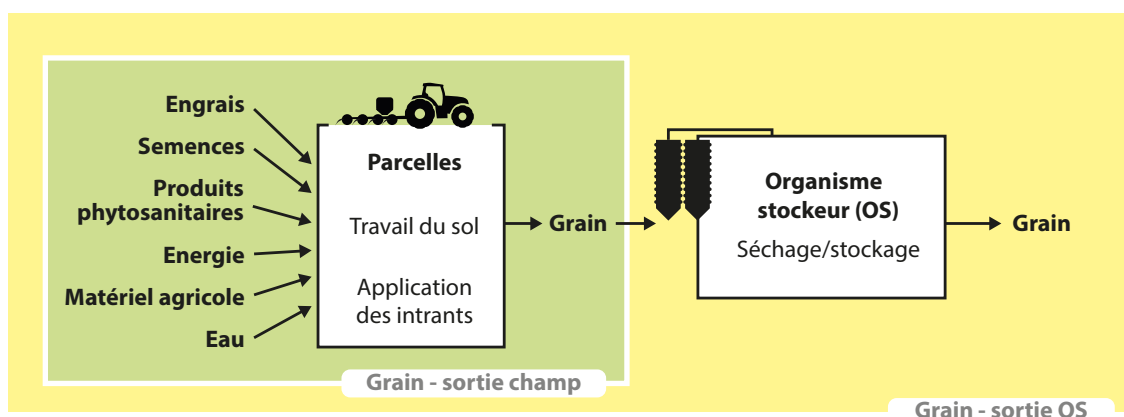 Engrais
Semences
Produits
phytosanitaires
Energie
Matériel agricole
Eau
Parcelles
Travail du sol
Application
des intrants
Grain
Organisme
stockeur (OS)
Séchage/stockage
Grain
Grain - sortie champ
Grain - sortie OS